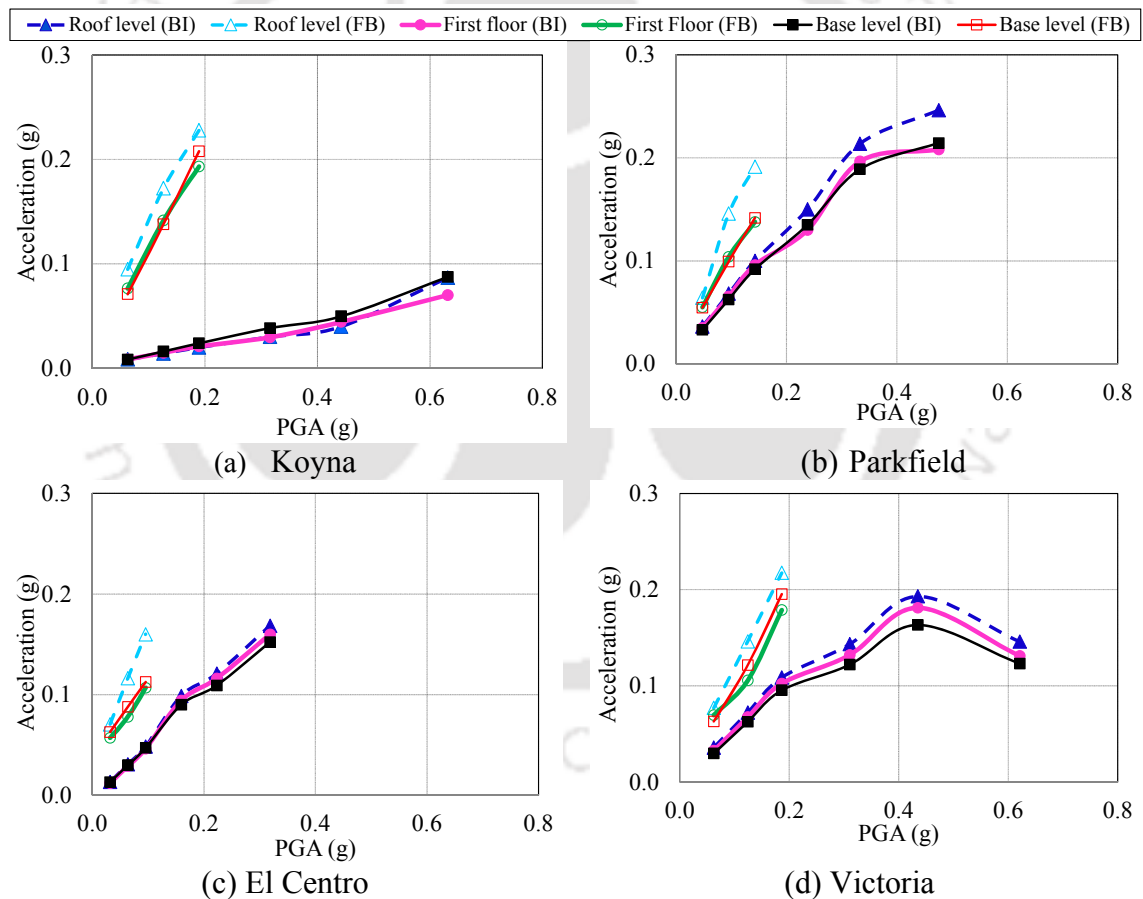 Roof level (BI) Roof level (FB) First floor (BI) First Floor (FB) Base level (BI) Base level (FB)
0.3
0.2
0.1
0.0
Acceleration (g)
0.0 0.2 0.4 0.6 0.8
PGA (g)
(a) Koyna
0.3
0.2
0.1
0.0
Acceleration (g)
0.0 0.2 0.4 0.6 0.8
PGA (g)
(b) Parkfield
0.3
0.2
0.1
0.0
Acceleration (g)
0.0 0.2 0.4 0.6 0.8
PGA (g)
(c) El Centro
0.3
0.2
0.1
0.0
Acceleration (g)
0.0 0.2 0.4 0.6 0.8
PGA (g)
(d) Victoria